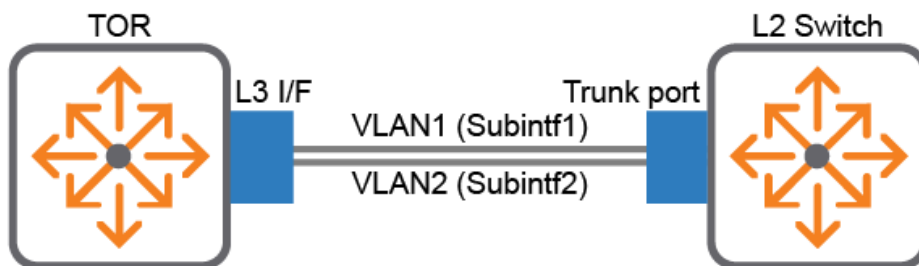 TOR
L2 Switch
L3 I/F
Trunk port
VLAN1 (Subintf1)
VLAN2 (Subintf2)